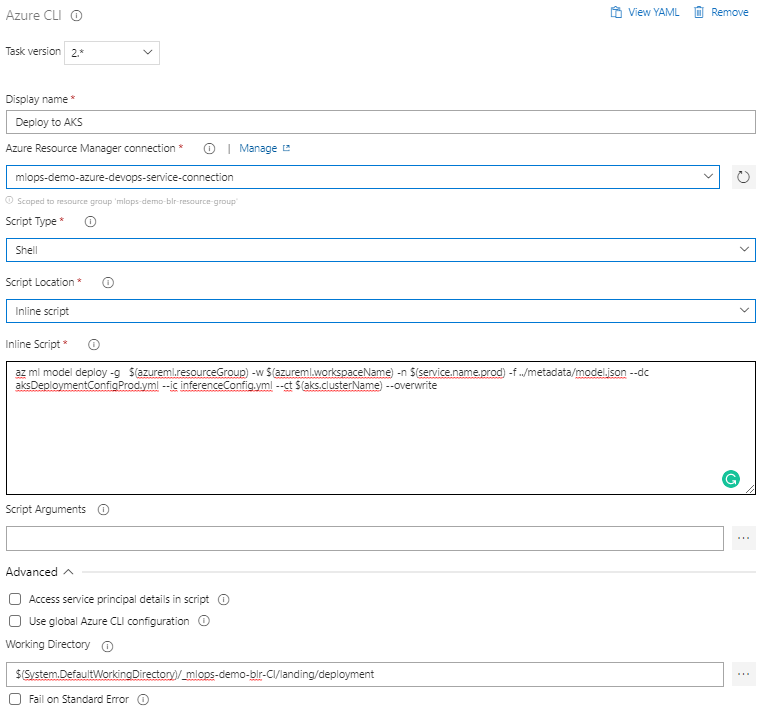 Azure CLI
View YAML
Remove
Task version
2.*
Display name *
Deploy to AKS
Azure Resource Manager connection *
| Manage
mlops-demo-azure-devops-service-connection
Scoped to resource group 'mlops-demo-blr-resource-group'
Script Type *
Shell
Script Location *
Inline script
Inline Script *
az ml model deploy -g $(azureml.resourceGroup) -w $(azureml.workspaceName) -n $(service.name.prod) -f ../metadata/model.json --dc
aksDeploymentConfigProd.yml --ic inferenceConfig.yml --ct $(aks.clusterName) --overwrite
Script Arguments
...
Advanced
Access service principal details in script
Use global Azure CLI configuration
Working Directory
$(System.DefaultWorkingDirectory)/_mlops-demo-blr-CI/landing/deployment
...
Fail on Standard Error